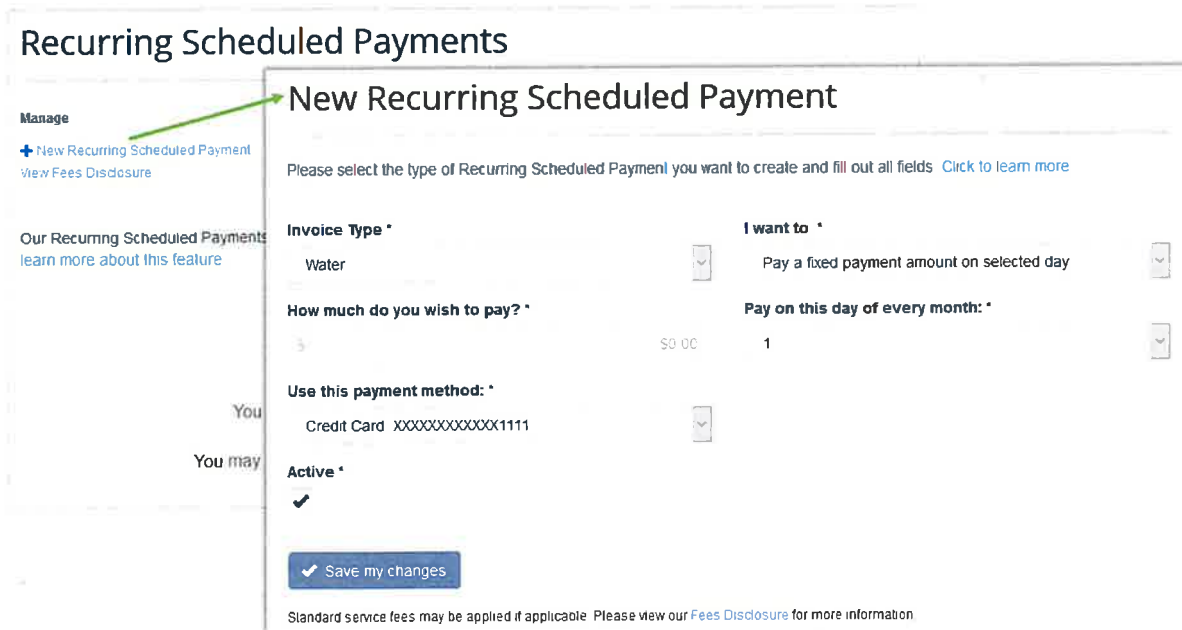 Recurring Scheduled Payments
Manage
New Recurring Scheduled Payment
View Fees Disclosure
Our Recurring Scheduled Payments
learn more about this feature
You
You may
New Recurring Scheduled Payment
Please select the type of Recurring Scheduled Payment you want to create and fill out all fields Click to learn more
Invoice Type *
Water
I want to *
Pay a fixed payment amount on selected day
How much do you wish to pay? *
$ $0.00
Pay on this day of every month: *
1
Use this payment method: *
Credit Card XXXXXXXXXXXX1111
Active *
Save my changes
Standard service fees may be applied if applicable Please view our Fees Disclosure for more information